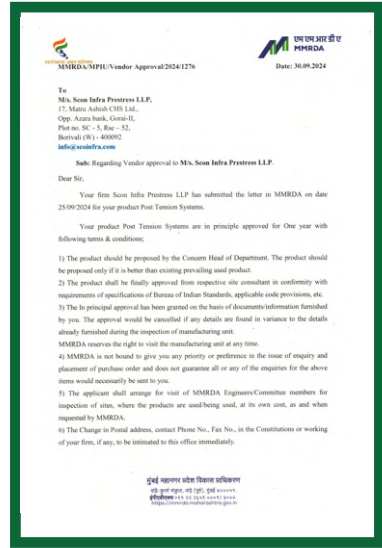 एम एम आर डी ए
MMRDA
MMRDA/MPIU/Vendor Approval/2024/1276
Date: 30.09.2024
To
M/s. Scon Infra Prestress LLP,
17, Matru Ashish CHS Ltd.,
Opp. Azara bank, Gorai-II,
Plot no. SC - 5, Rsc – 52,
Borivali (W) - 400092
info@sconfra.com
Sub: Regarding Vendor approval to M/s. Scon Infra Prestress LLP.
Dear Sir,
Your firm Scon Infra Prestress LLP has submitted the letter in MMRDA on date
25/09/2024 for your product Post Tension Systems.
Your product Post Tension Systems are in principle approved for One year with
following terms & conditions;
1) The product should be proposed by the Concern Head of Department. The product should
be proposed only if it is better than existing prevailing used product.
2) The product shall be finally approved from respective site consultant in conformity with
requirements of specifications of Bureau of Indian Standards, applicable code provisions, etc.
3) The In principal approval has been granted on the basis of documents/information furnished
by you. The approval would be cancelled if any details are found in variance to the details
already furnished during the inspection of manufacturing unit.
MMRDA reserves the right to visit the manufacturing unit at any time.
4) MMRDA is not bound to give you any priority or preference in the issue of enquiry and
placement of purchase order and does not guarantee all or any of the enquiries for the above
items would necessarily be sent to you.
5) The applicant shall arrange for visit of MMRDA Engineers/Committee members for
inspection of sites, where the products are used/being used, at its own cost, as and when
requested by MMRDA.
6) The Change in Postal address, contact Phone No., Fax No., in the Constitutions or working
of your firm, if any, to be intimated to this office immediately.
मुंबई महानगर प्रदेश विकास प्राधिकरण
https://mmrda.maharashtra.gov.in